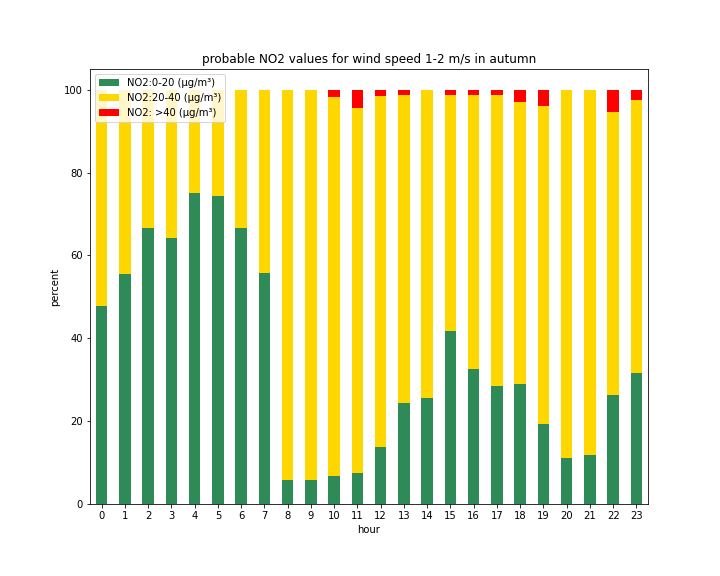 probable NO2 values for wind speed 1-2 m/s in autumn
NO2:0-20 (µg/m³)
NO2:20-40 (µg/m³)
NO2: >40 (µg/m³)
100
80
60
40
20
0
percent
0 1 2 3 4 5 6 7 8 9 10 11 12 13 14 15 16 17 18 19 20 21 22 23
hour